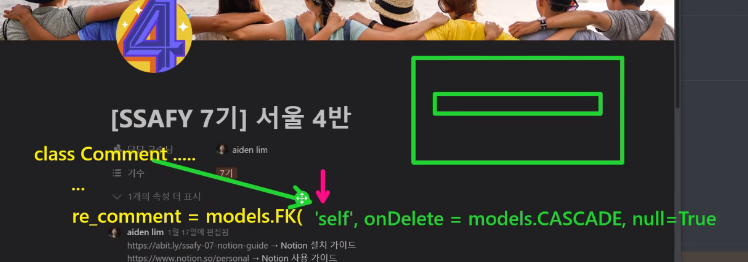 4
[SSAFY 7기] 서울 4반
aiden lim
class Comment .....
기수 7기
...
1개의 속성 더 표시
re_comment = models.FK( 'self', onDelete = models.CASCADE, null=True
aiden lim 1월 17일에 편집됨
https://abit.ly/ssafy-07-notion-guide → Notion 설치 가이드
https://www.notion.so/personal → Notion 사용 가이드